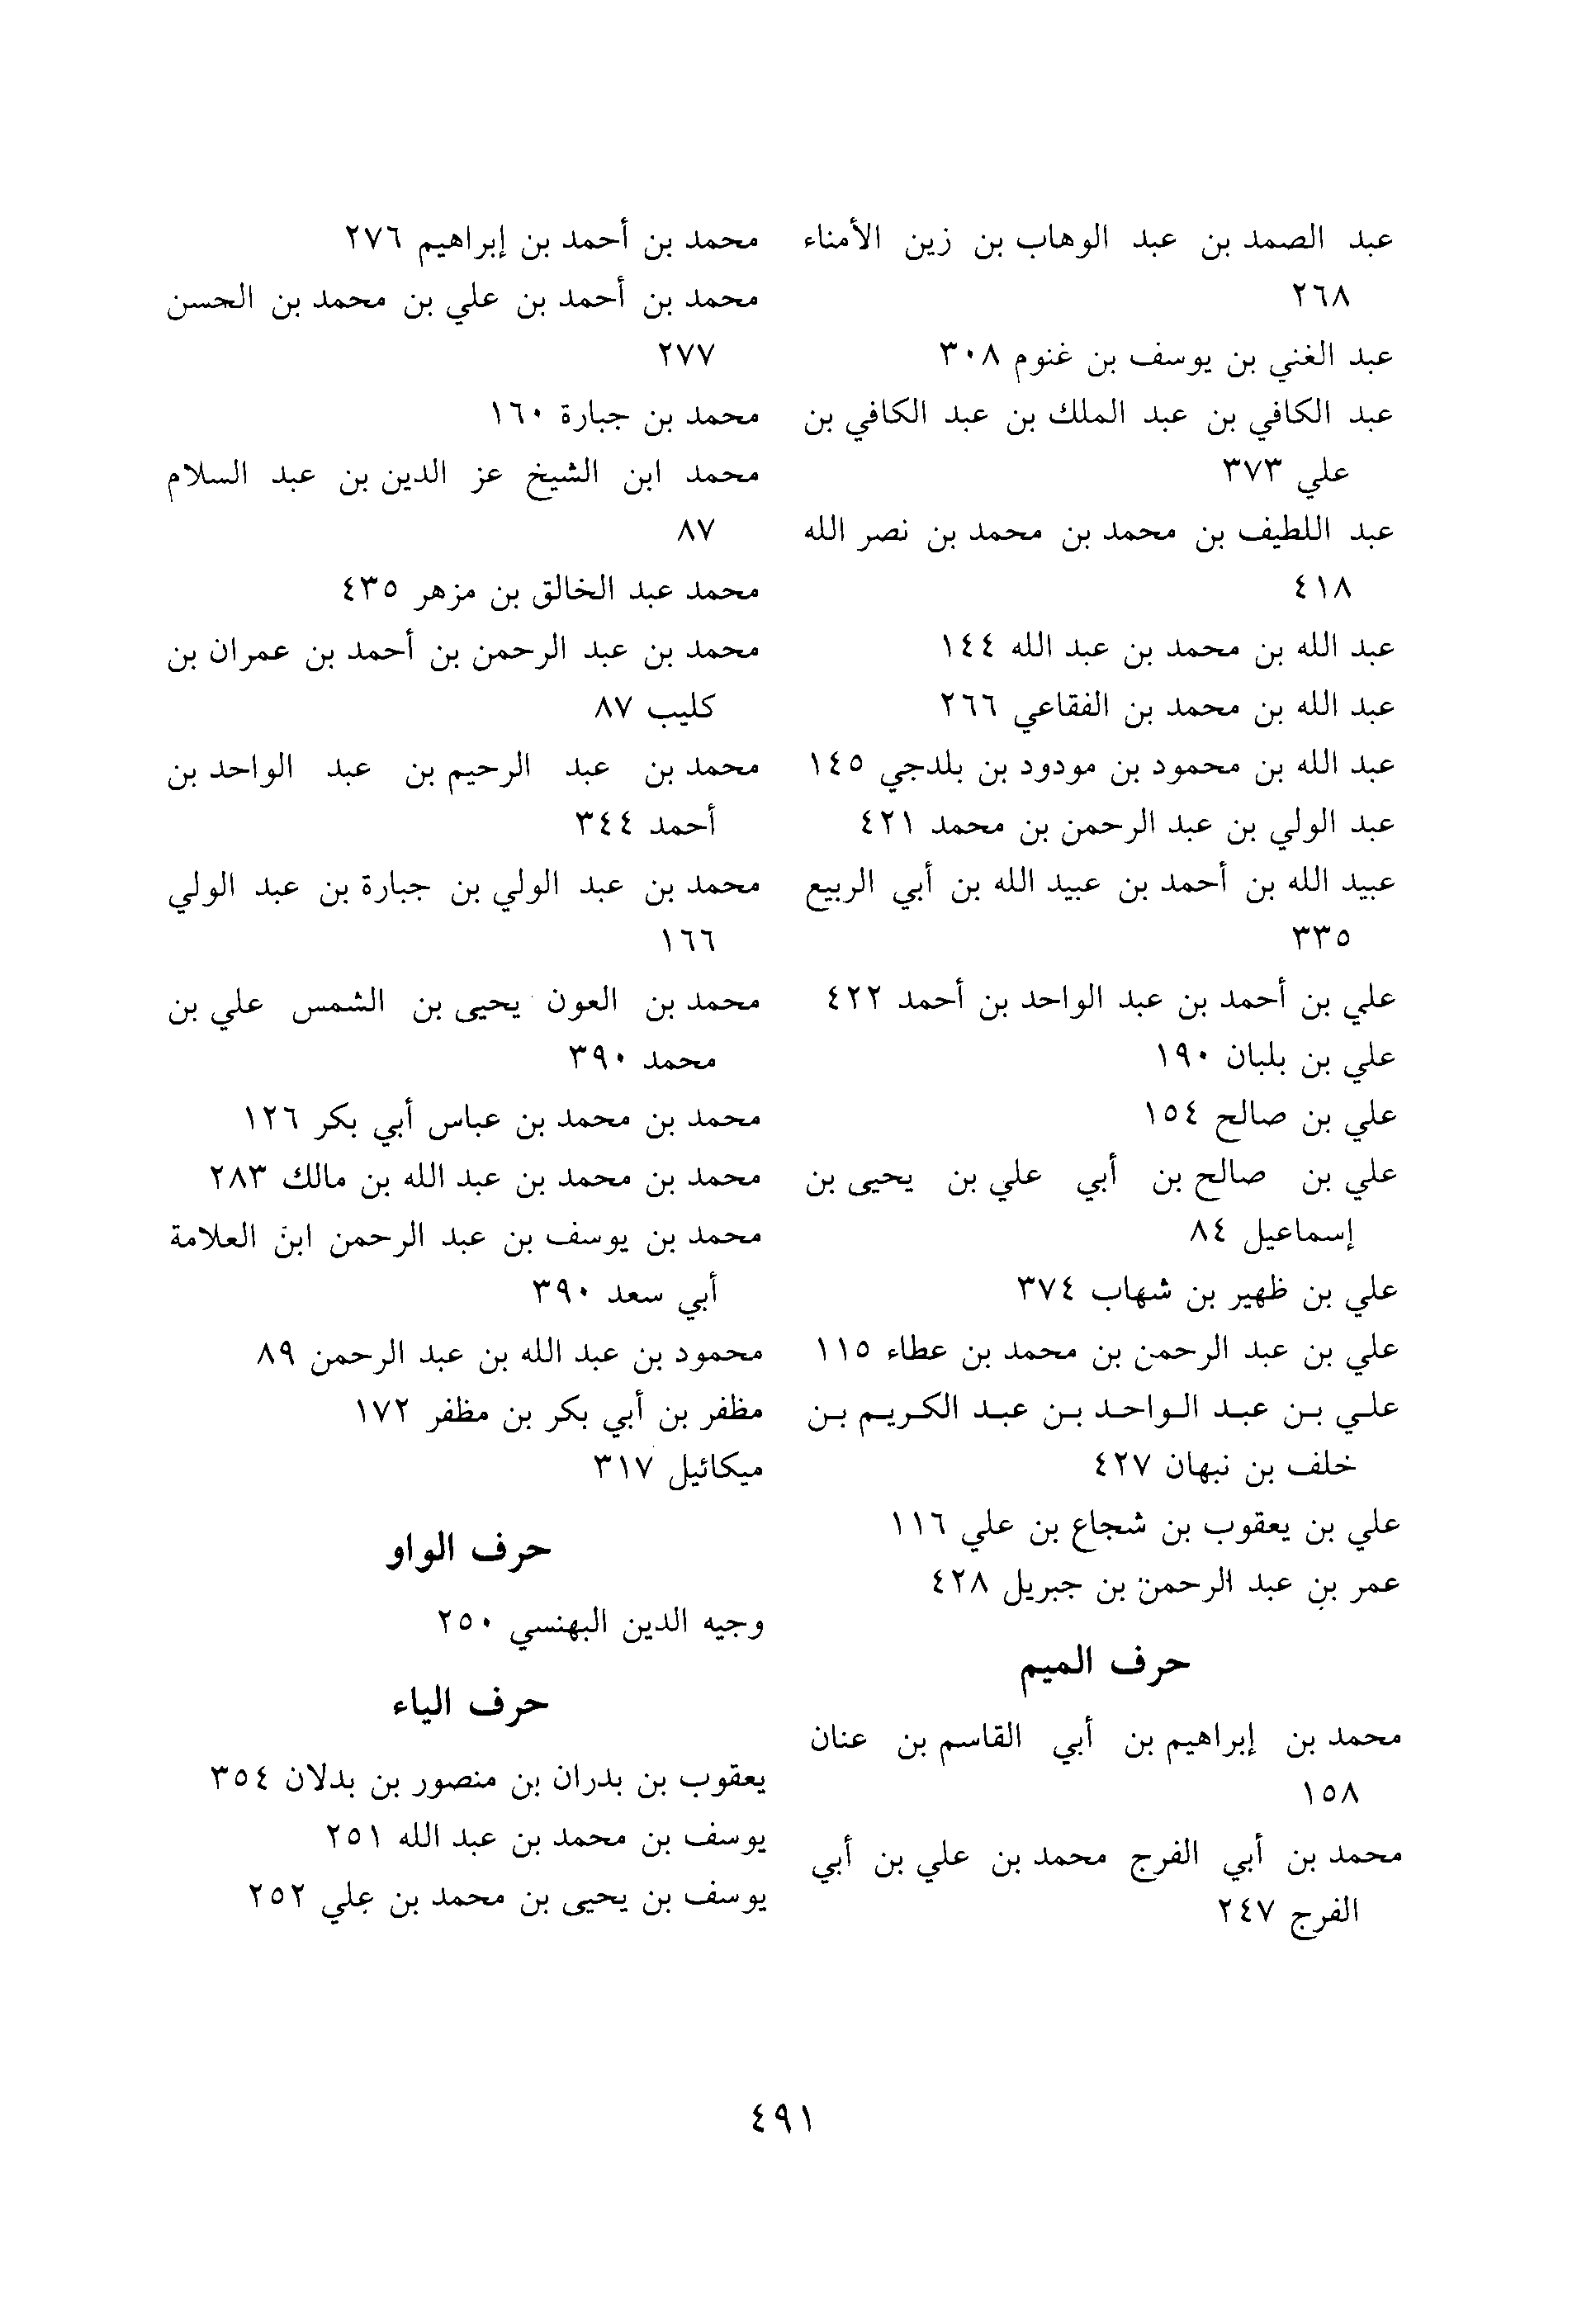 عبد الصمد بن عبد الوهاب بن زين الأمناء
٢٦٨
عبد الغني بن يوسف بن غنوم ٣٠٨
عبد الكافي بن عبد الملك بن عبد الكافي بن
علي ٣٧٣
عبد اللطيف بن محمد بن محمد بن نصر الله
٤١٨
عبد الله بن محمد بن عبد الله ١٤٤
عبد الله بن محمد بن الفقاعي ٢٦٦
عبد الله بن محمود بن مودود بن بلدجي ١٤٥
عبد الولي بن عبد الرحمن بن محمد ٤٢١
عبيد الله بن أحمد بن عبيد الله بن أبي الربيع
٣٣٥
علي بن أحمد بن عبد الواحد بن أحمد ٤٢٢
علي بن بلبان ١٩٠
علي بن صالح ١٥٤
علي بن صالح بن أبي علي بن يحيى بن
إسماعيل ٨٤
علي بن ظهير بن شهاب ٣٧٤
علي بن عبد الرحمن بن محمد بن عطاء ١١٥
علي بن عبد الواحد بن عبد الكريم بن
خلف بن نبهان ٤٢٧
علي بن يعقوب بن شجاع بن علي ١١٦
عمر بن عبد الرحمن بن جبريل ٤٢٨
حرف الميم
محمد بن إبراهيم بن أبي القاسم بن عنان
١٥٨
محمد بن أبي الفرج محمد بن علي بن أبي
الفرج ٢٤٧
محمد بن أحمد بن إبراهيم ٢٧٦
محمد بن أحمد بن علي بن محمد بن الحسن
٢٧٧
محمد بن جبارة ١٦٠
محمد ابن الشيخ عز الدين بن عبد السلام
٨٧
محمد عبد الخالق بن مزهر ٤٣٥
محمد بن عبد الرحمن بن أحمد بن عمران بن
كليب ٨٧
محمد بن عبد الرحيم بن عبد الواحد بن
أحمد ٣٤٤
محمد بن عبد الولي بن جبارة بن عبد الولي
١٦٦
محمد بن العون يحيى بن الشمس علي بن
محمد ٣٩٠
محمد بن محمد بن عباس أبي بكر ١٢٦
محمد بن محمد بن عبد الله بن مالك ٢٨٣
محمد بن يوسف بن عبد الرحمن ابنَ العلامة
أبي سعد ٣٩٠
محمود بن عبد الله بن عبد الرحمن ٨٩
مظفر بن أبي بكر بن مظفر ١٧٢
ميكائيل ٣١٧
حرف الواو
وجيه الدين البهنسي ٢٥٠
حرف الياء
يعقوب بن بدران بن منصور بن بدلان ٣٥٤
يوسف بن محمد بن عبد الله ٢٥١
يوسف بن يحيى بن محمد بن علي ٢٥٢
٤٩١